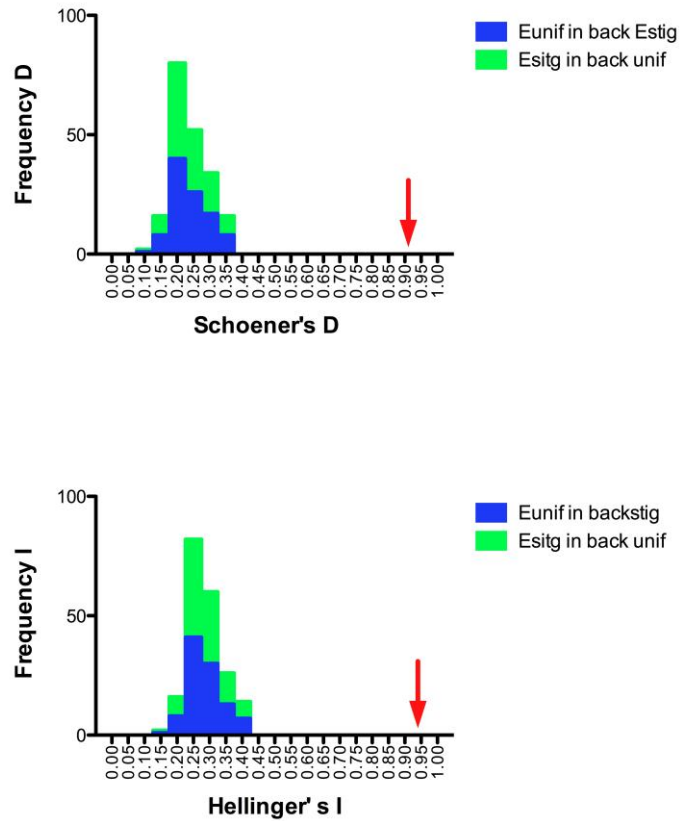 100
50
0
Frequency D
Eunif in back Estig
Esitg in back unif
0.00 0.05 0.10 0.15 0.20 0.25 0.30 0.35 0.40 0.45 0.50 0.55 0.60 0.65 0.70 0.75 0.80 0.85 0.90 0.95 1.00
Schoener's D
100
50
0
Frequency I
Eunif in backstig
Esitg in back unif
0.00 0.05 0.10 0.15 0.20 0.25 0.30 0.35 0.40 0.45 0.50 0.55 0.60 0.65 0.70 0.75 0.80 0.85 0.90 0.95 1.00
Hellinger' s I